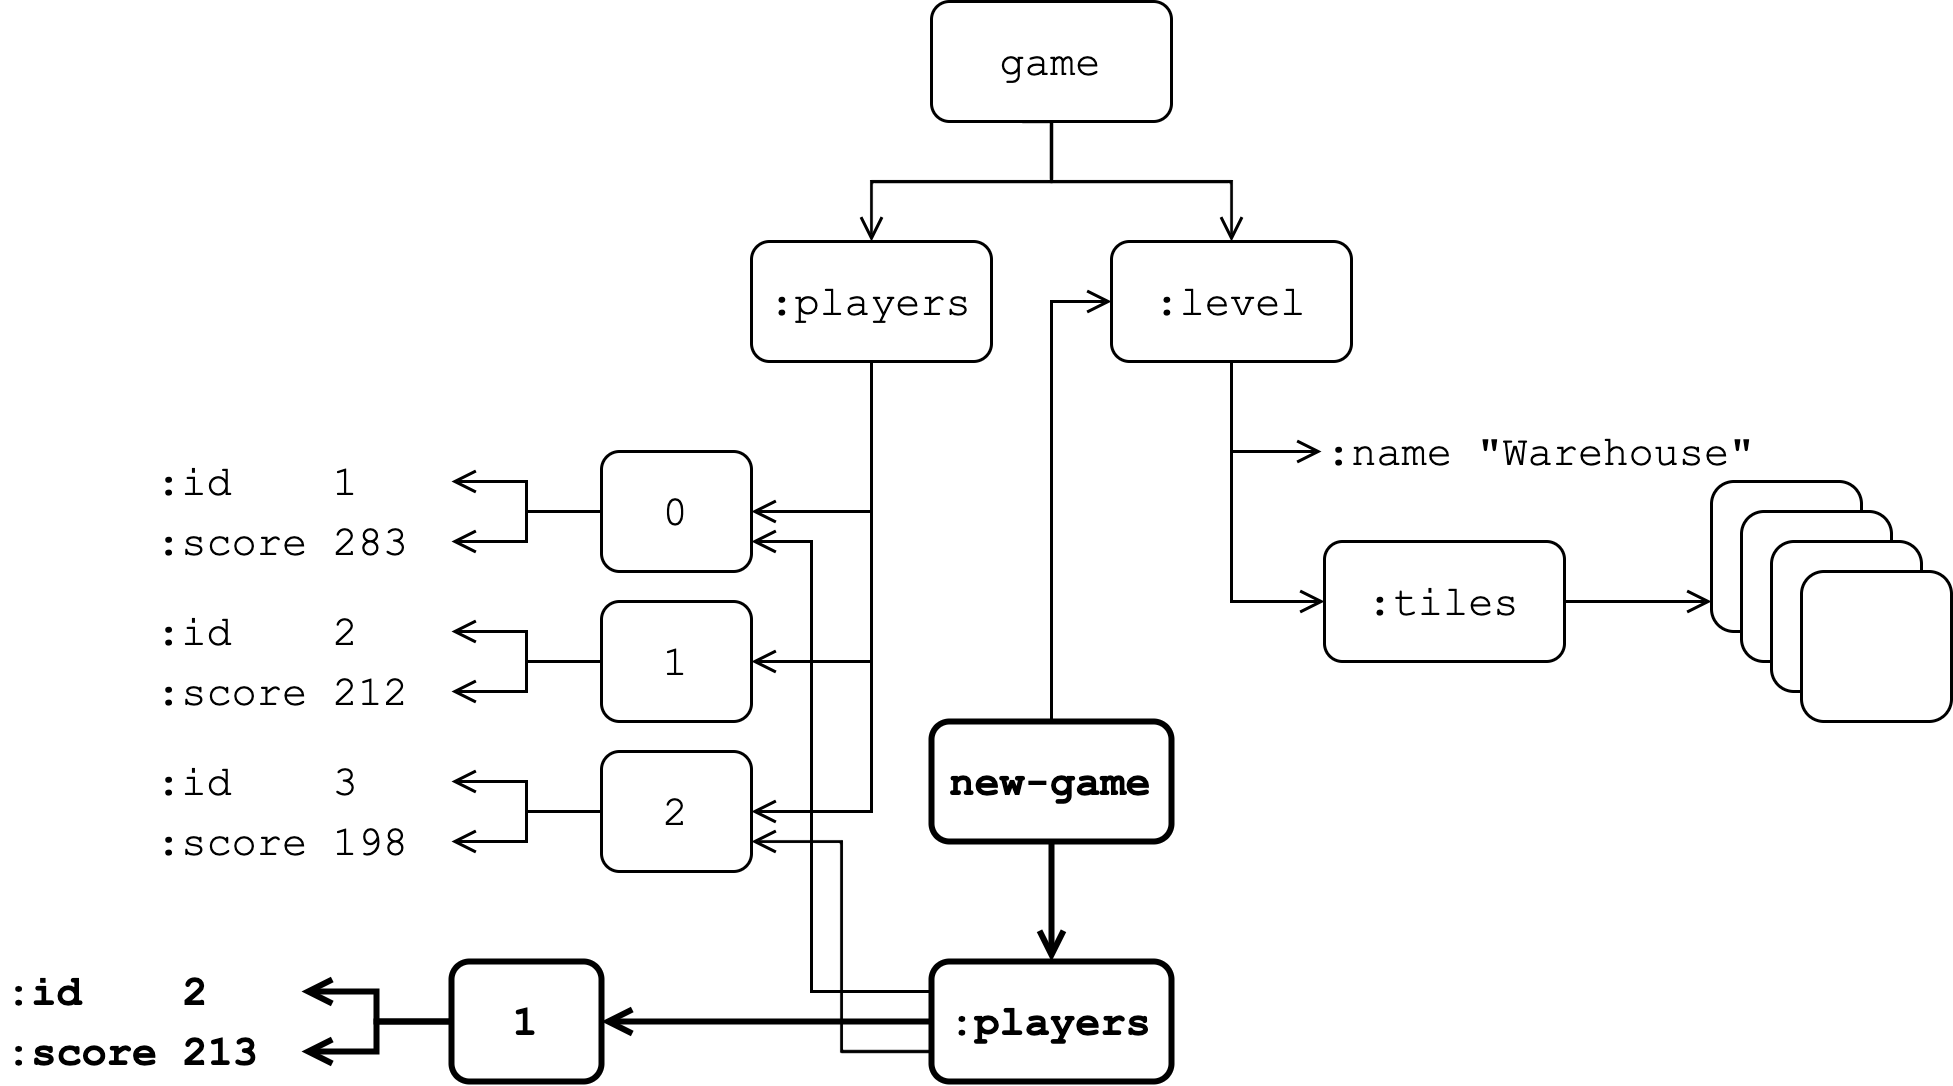 game
:players
:level
:name "Warehouse"
:id 1
:score 283
0
:tiles
:id 2
:score 212
1
:id 3
:score 198
2
new-game
:id 2
:score 213
1
:players